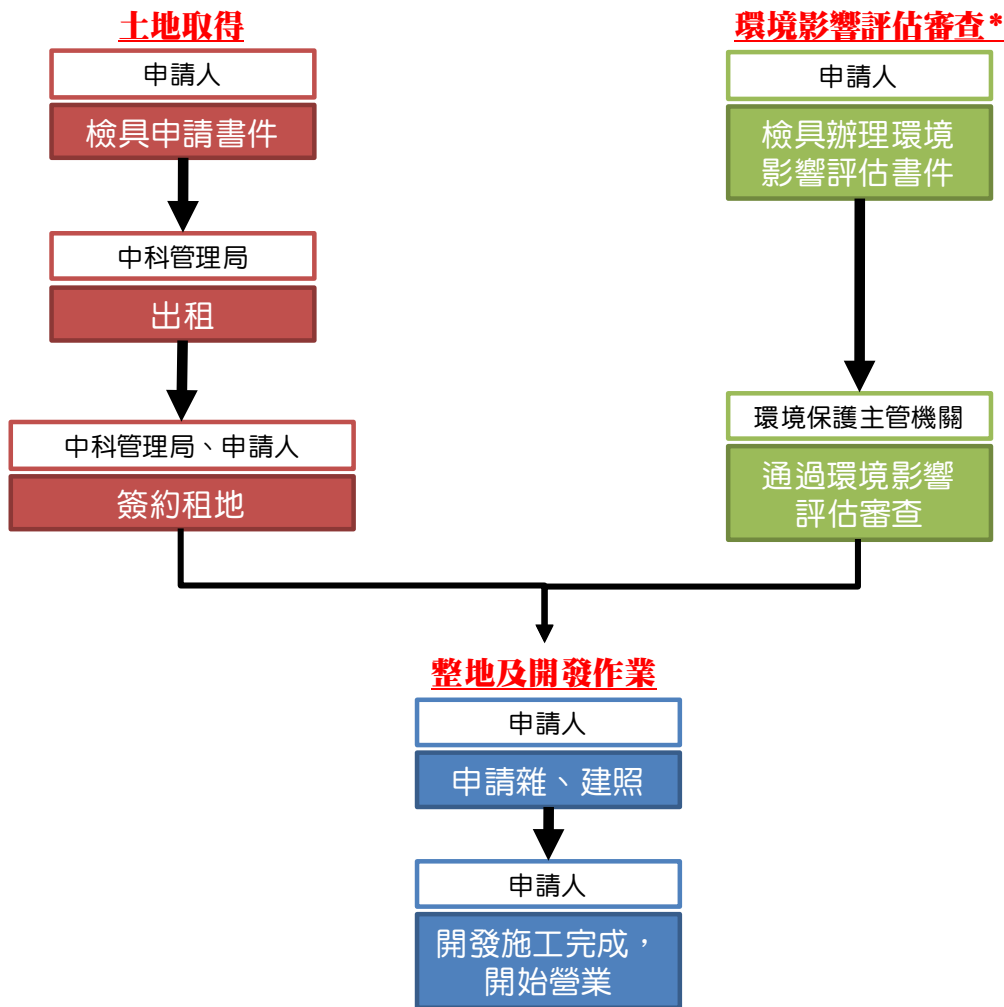 土地取得
申請人
檢具申請書件
中科管理局
出租
中科管理局、申請人
簽約租地
環境影響評估審查*
申請人
檢具辦理環境
影響評估書件
環境保護主管機關
通過環境影響
評估審查
整地及開發作業
申請人
申請雜、建照
申請人
開發施工完成，
開始營業